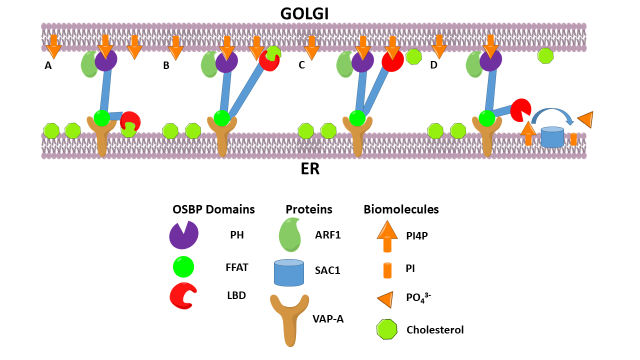 GOLGI
A
B
C
D
ER
OSBP Domains
Proteins
Biomolecules
PH
ARF1
PI4P
FFAT
SAC1
PI
LBD
PO₄³⁻
VAP-A
Cholesterol